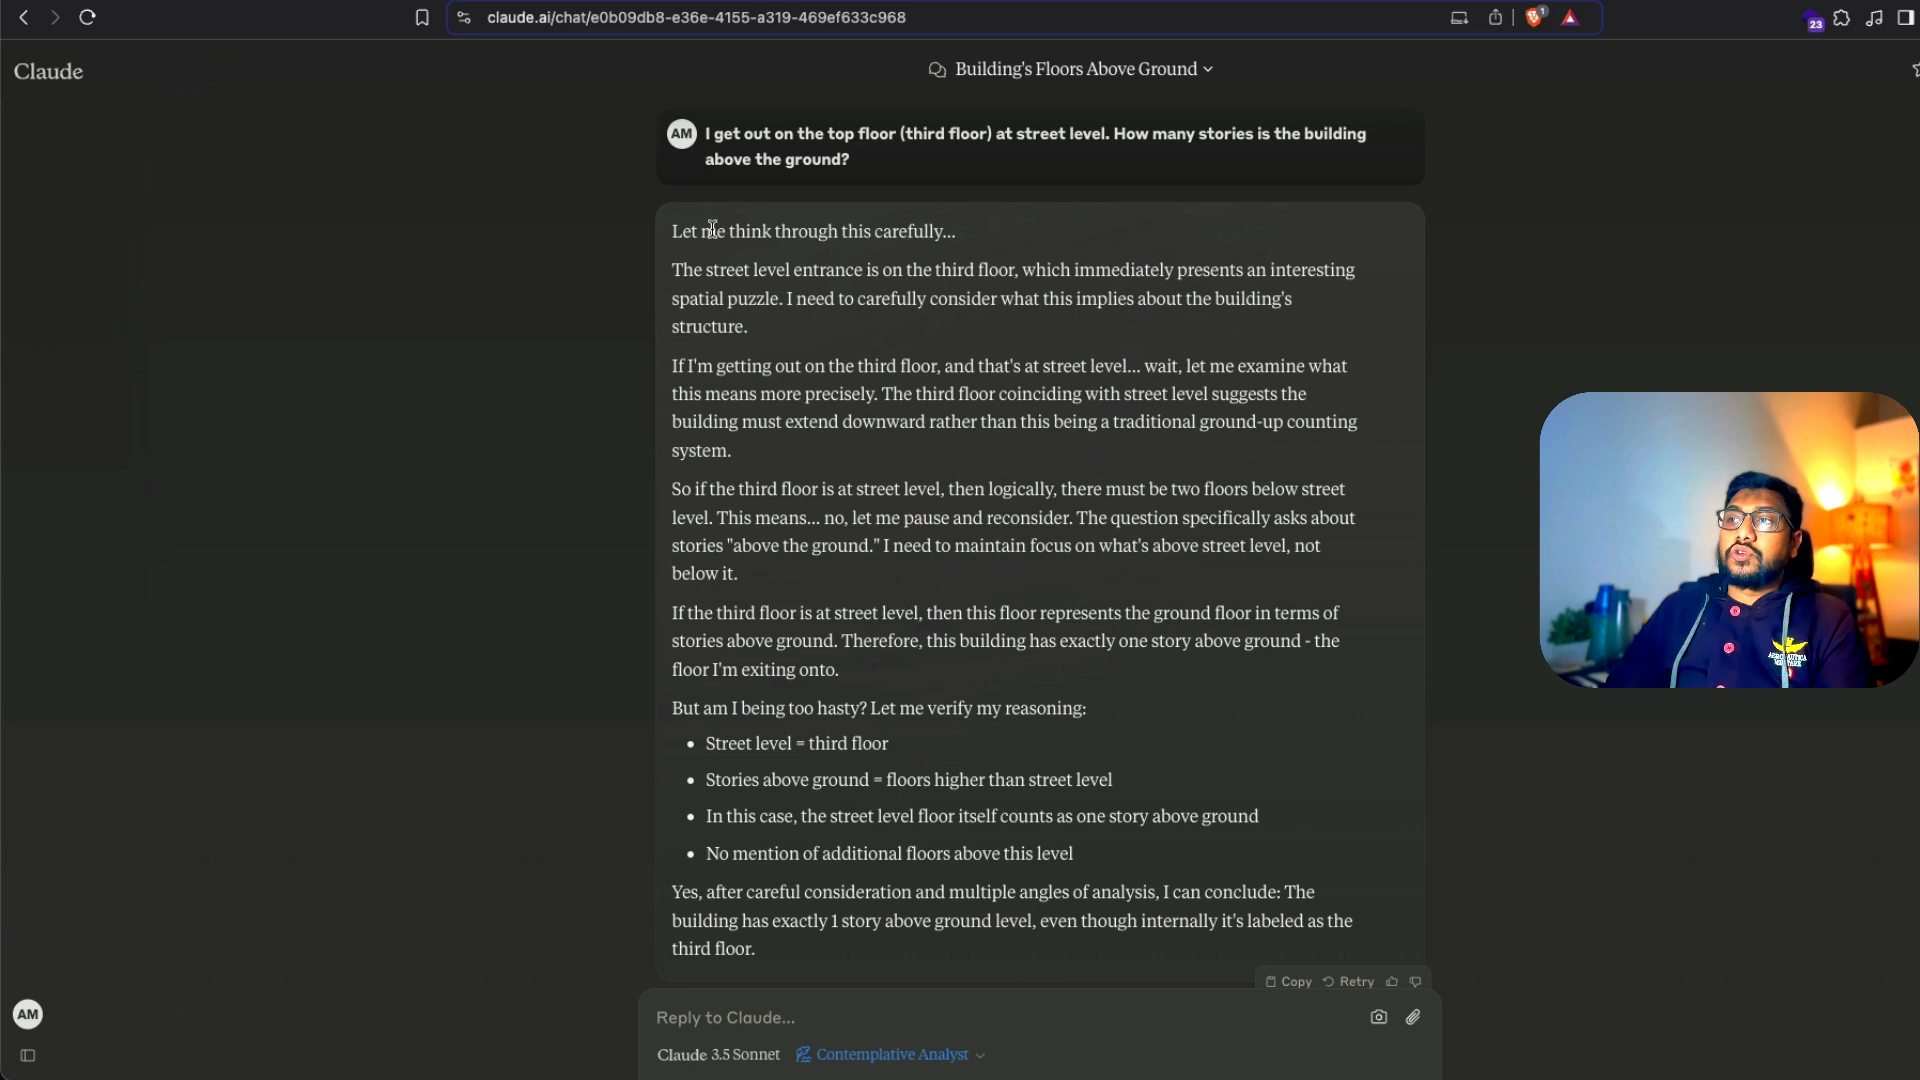 claude.ai/chat/e0b09db8-e36e-4155-a319-469ef633c968
1
23
Claude
Building's Floors Above Ground
AM
I get out on the top floor (third floor) at street level. How many stories is the building
above the ground?
Let me think through this carefully...
The street level entrance is on the third floor, which immediately presents an interesting
spatial puzzle. I need to carefully consider what this implies about the building's
structure.
If I'm getting out on the third floor, and that's at street level... wait, let me examine what
this means more precisely. The third floor coinciding with street level suggests the
building must extend downward rather than this being a traditional ground-up counting
system.
So if the third floor is at street level, then logically, there must be two floors below street
level. This means... no, let me pause and reconsider. The question specifically asks about
stories "above the ground." I need to maintain focus on what's above street level, not
below it.
If the third floor is at street level, then this floor represents the ground floor in terms of
stories above ground. Therefore, this building has exactly one story above ground - the
floor I'm exiting onto.
But am I being too hasty? Let me verify my reasoning:
• Street level = third floor
• Stories above ground = floors higher than street level
• In this case, the street level floor itself counts as one story above ground
• No mention of additional floors above this level
Yes, after careful consideration and multiple angles of analysis, I can conclude: The
building has exactly 1 story above ground level, even though internally it's labeled as the
third floor.
Copy Retry
Reply to Claude...
Claude 3.5 Sonnet Contemplative Analyst
AM